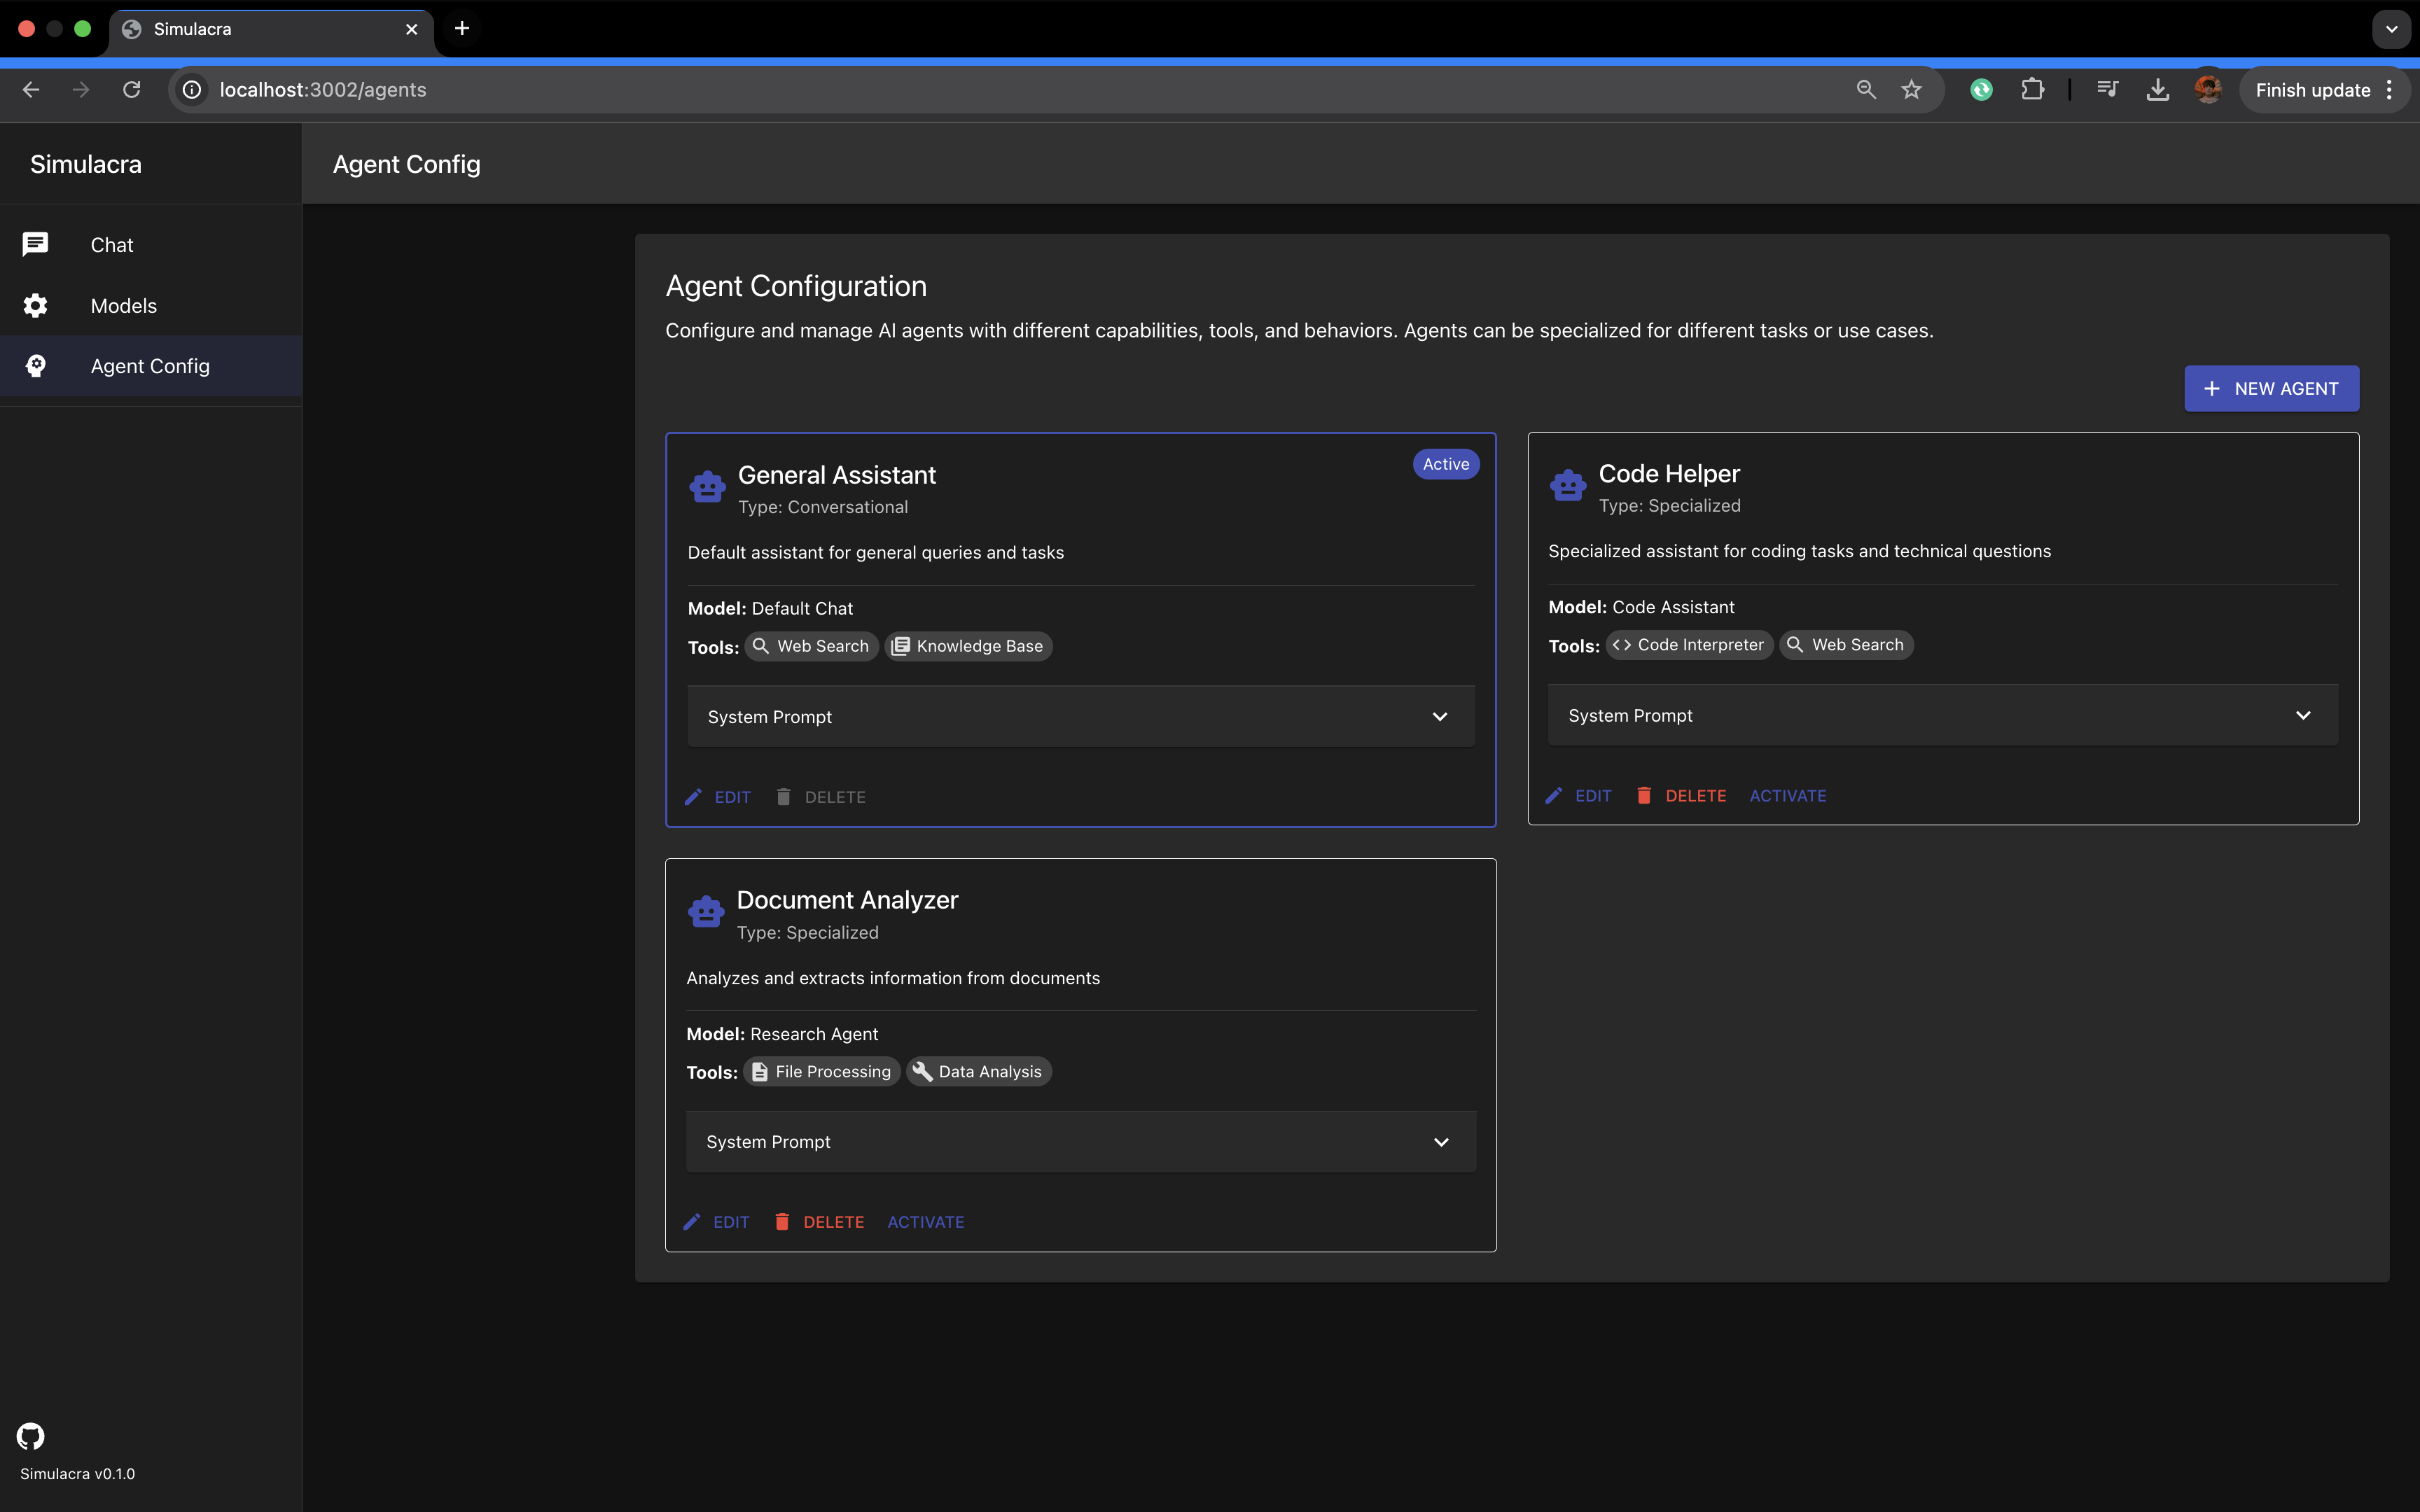 Simulacra
localhost:3002/agents
Finish update
Simulacra
Agent Config
Chat
Models
Agent Config
Agent Configuration
Configure and manage AI agents with different capabilities, tools, and behaviors. Agents can be specialized for different tasks or use cases.
NEW AGENT
General Assistant
Active
Type: Conversational
Default assistant for general queries and tasks
Model: Default Chat
Tools: Web Search Knowledge Base
System Prompt
EDIT DELETE
Code Helper
Type: Specialized
Specialized assistant for coding tasks and technical questions
Model: Code Assistant
Tools: Code Interpreter Web Search
System Prompt
EDIT DELETE ACTIVATE
Document Analyzer
Type: Specialized
Analyzes and extracts information from documents
Model: Research Agent
Tools: File Processing Data Analysis
System Prompt
EDIT DELETE ACTIVATE
Simulacra v0.1.0